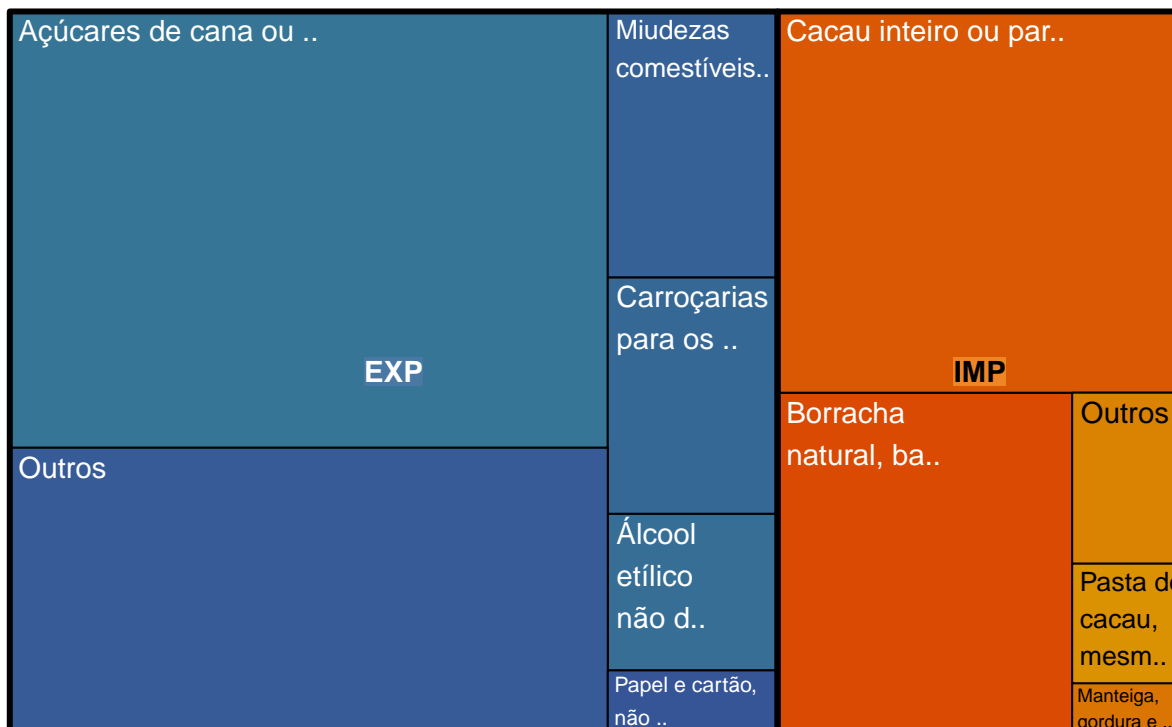 Açúcares de cana ou ..
EXP
Outros
Miudezas
comestíveis..
Carroçarias
para os ..
Álcool
etílico
não d..
Papel e cartão,
não ..
Cacau inteiro ou par..
IMP
Borracha
natural, ba..
Outros
Pasta de
cacau,
mesm..
Manteiga,
gordura e ..